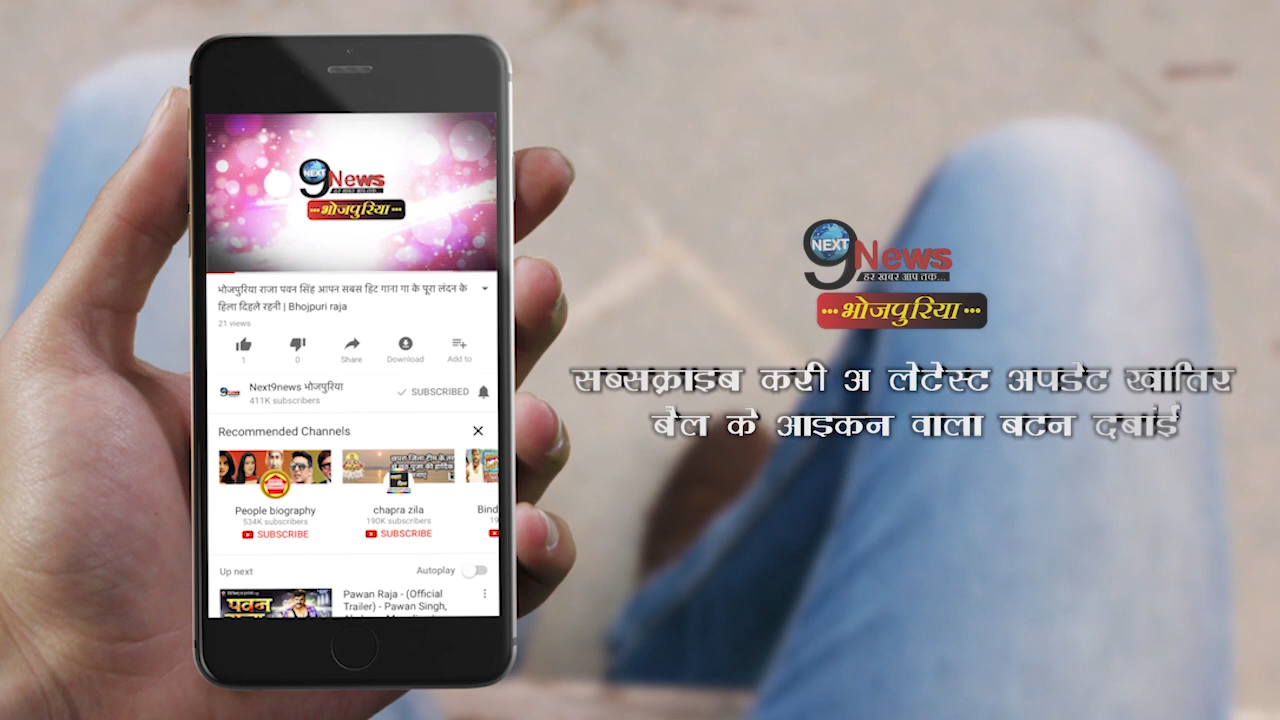 NEXT
9 News
हर खबर आप तक...
भोजपुरिया
भोजपुरिया राजा पवन सिंह आपन सबस हिट गाना गा के पूरा लंदन के
हिला दिहले रहनी | Bhojpuri raja
21 views
1
0
Share
Download
Add to
Next9news भोजपुरिया
411K subscribers
SUBSCRIBED
Recommended Channels
People biography
534K subscribers
SUBSCRIBE
chapra zila
190K subscribers
SUBSCRIBE
Bind
19
Up next
Autoplay
पवन
Pawan Raja - (Official
Trailer) - Pawan Singh,
NEXT
9 News
हर खबर आप तक...
भोजपुरिया
सब्सक्राइब करी अ लेटेस्ट अपडेट खातिर
बैल के आइकन वाला बटन दबाई